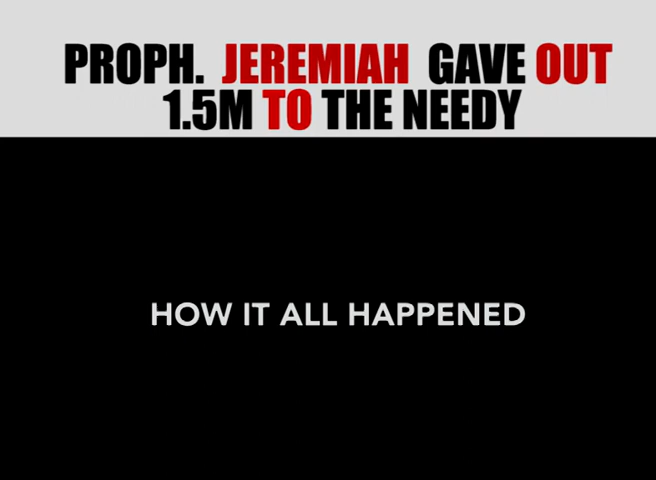 PROPH. JEREMIAH GAVE OUT
1.5M TO THE NEEDY
HOW IT ALL HAPPENED